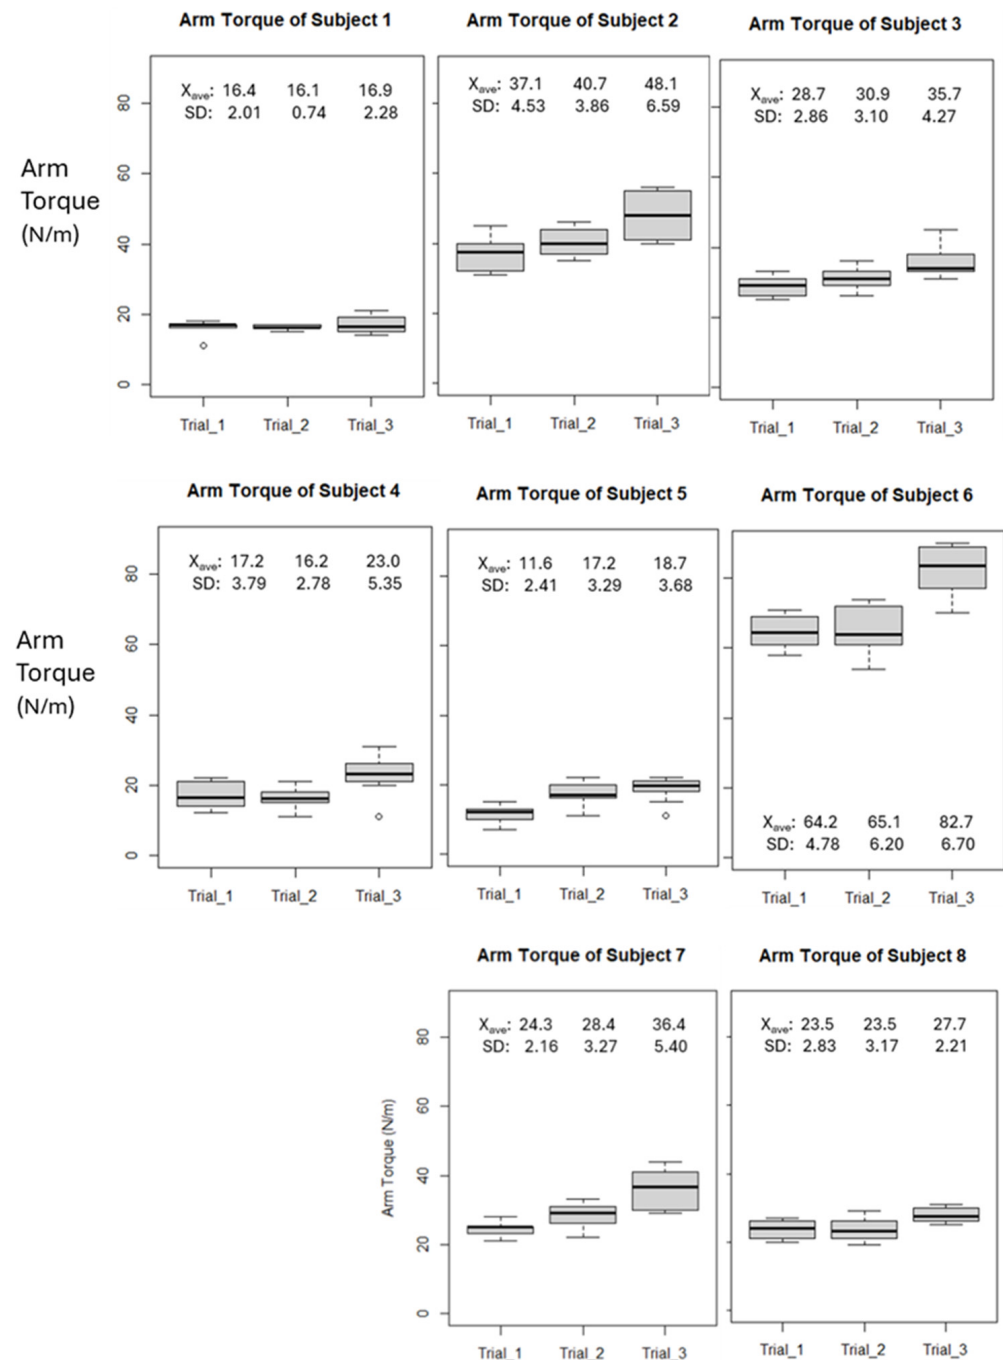 Arm Torque of Subject 1
Arm Torque of Subject 2
Arm Torque of Subject 3
Arm
Torque
(N/m)
80
60
40
20
0
Xave: 16.4 16.1 16.9
SD: 2.01 0.74 2.28
Trial_1 Trial_2 Trial_3
Xave: 37.1 40.7 48.1
SD: 4.53 3.86 6.59
Trial_1 Trial_2 Trial_3
Xave: 28.7 30.9 35.7
SD: 2.86 3.10 4.27
Trial_1 Trial_2 Trial_3
Arm Torque of Subject 4
Arm Torque of Subject 5
Arm Torque of Subject 6
Arm
Torque
(N/m)
80
60
40
20
0
Xave: 17.2 16.2 23.0
SD: 3.79 2.78 5.35
Trial_1 Trial_2 Trial_3
Xave: 11.6 17.2 18.7
SD: 2.41 3.29 3.68
Trial_1 Trial_2 Trial_3
Xave: 64.2 65.1 82.7
SD: 4.78 6.20 6.70
Trial_1 Trial_2 Trial_3
Arm Torque of Subject 7
Arm Torque of Subject 8
Arm Torque (N/m)
80
60
40
20
0
Xave: 24.3 28.4 36.4
SD: 2.16 3.27 5.40
Trial_1 Trial_2 Trial_3
Xave: 23.5 23.5 27.7
SD: 2.83 3.17 2.21
Trial_1 Trial_2 Trial_3